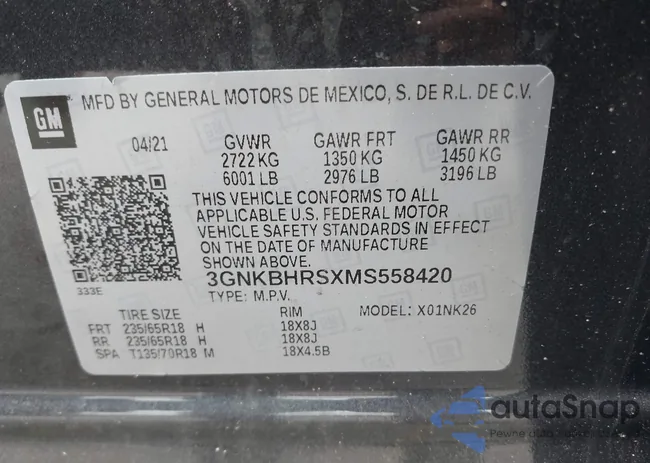 GM
MFD BY GENERAL MOTORS DE MEXICO, S. DE R.L. DE C.V.
04/21 GVWR GAWR FRT GAWR RR
2722 KG 1350 KG 1450 KG
6001 LB 2976 LB 3196 LB
THIS VEHICLE CONFORMS TO ALL
APPLICABLE U.S. FEDERAL MOTOR
VEHICLE SAFETY STANDARDS IN EFFECT
ON THE DATE OF MANUFACTURE
SHOWN ABOVE.
333E
3GNKBHRSXMS558420
TYPE: M.P.V.
TIRE SIZE RIM MODEL: X01NK26
FRT 235/65R18 H 18X8J
RR 235/65R18 H 18X8J
SPA T135/70R18 M 18X4.5B
autaSnap
Pewne auta